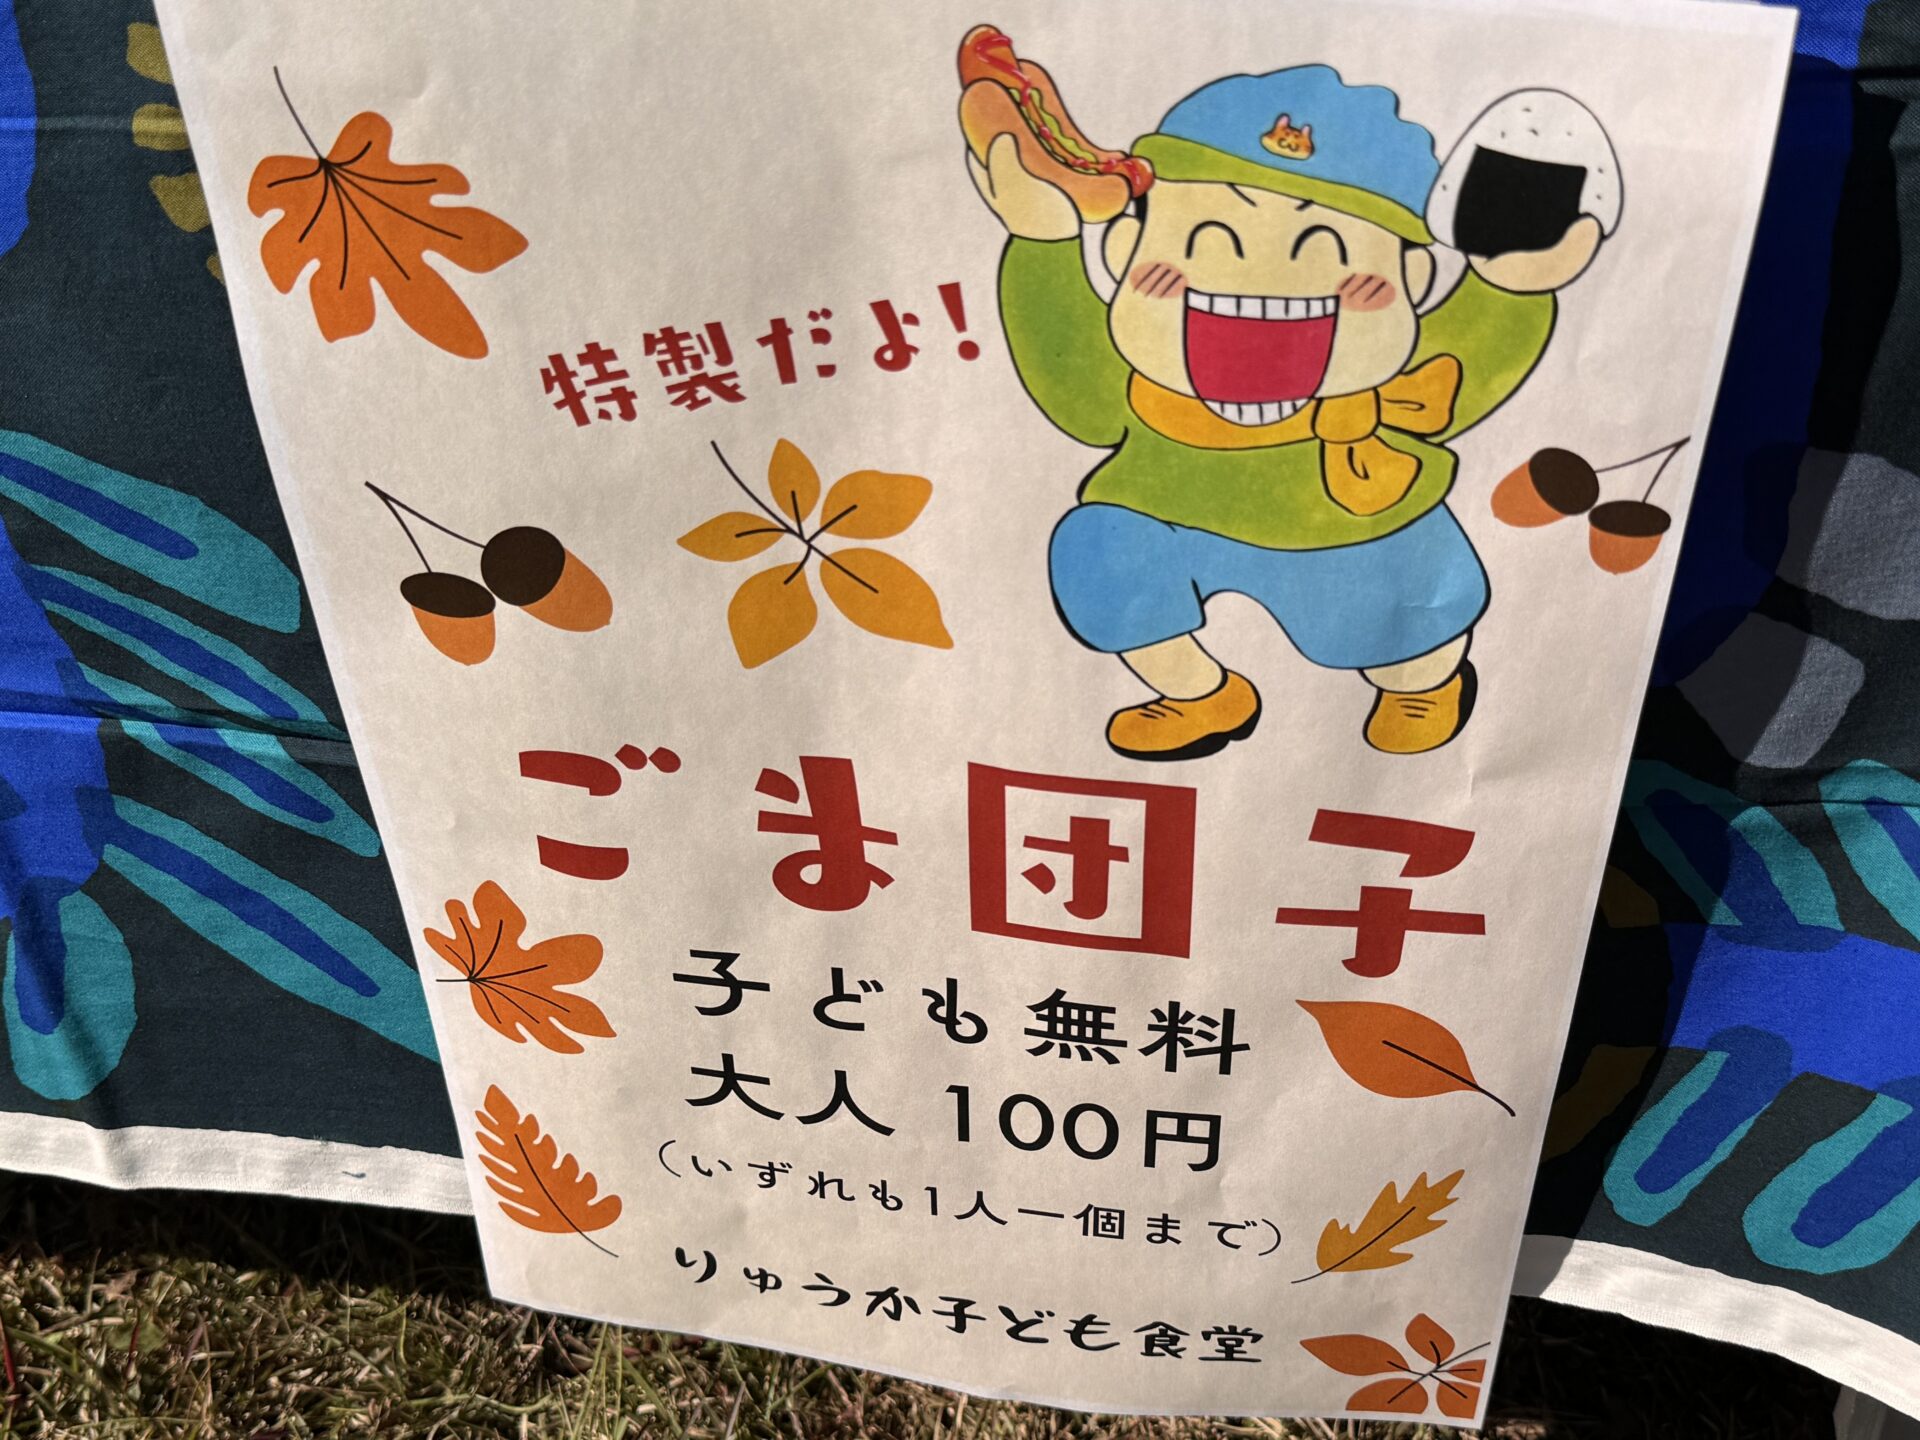 特製だよ!
ごま団子
子ども無料
大人100円
(いずれも1人一個まで)
りゅうか子ども食堂